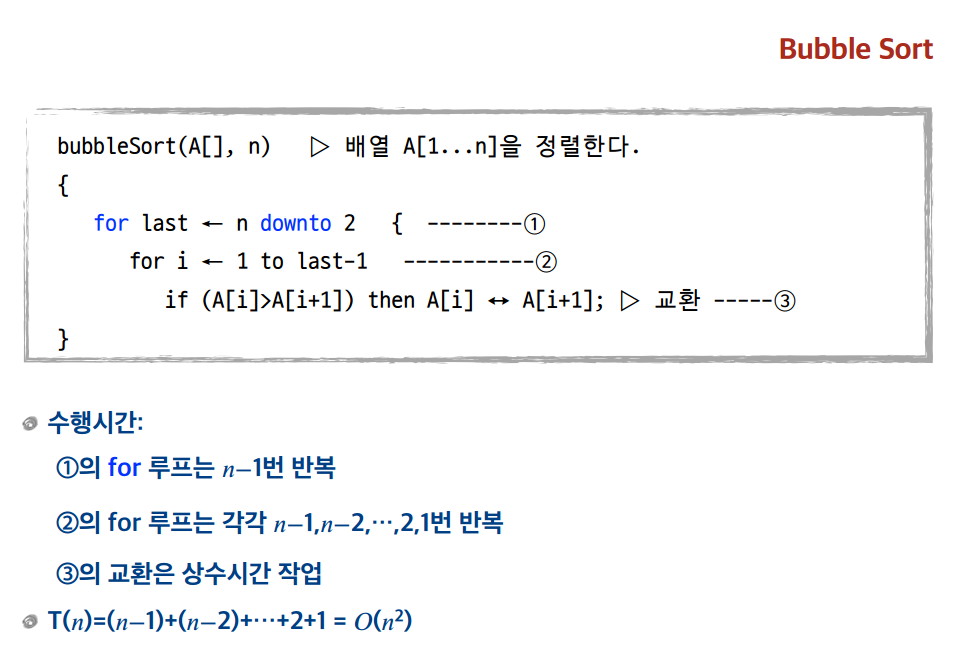 Bubble Sort
bubbleSort(A[], n) ▷ 배열 A[1...n]을 정렬한다.
{
for last ← n downto 2 { --------①
for i ← 1 to last-1 -----------②
if (A[i]>A[i+1]) then A[i] ↔ A[i+1]; ▷ 교환 -----③
}
수행시간:
①의 for 루프는 n−1번 반복
②의 for 루프는 각각 n−1,n−2,⋯,2,1번 반복
③의 교환은 상수시간 작업
T(n)=(n−1)+(n−2)+⋯+2+1 = O(n²)